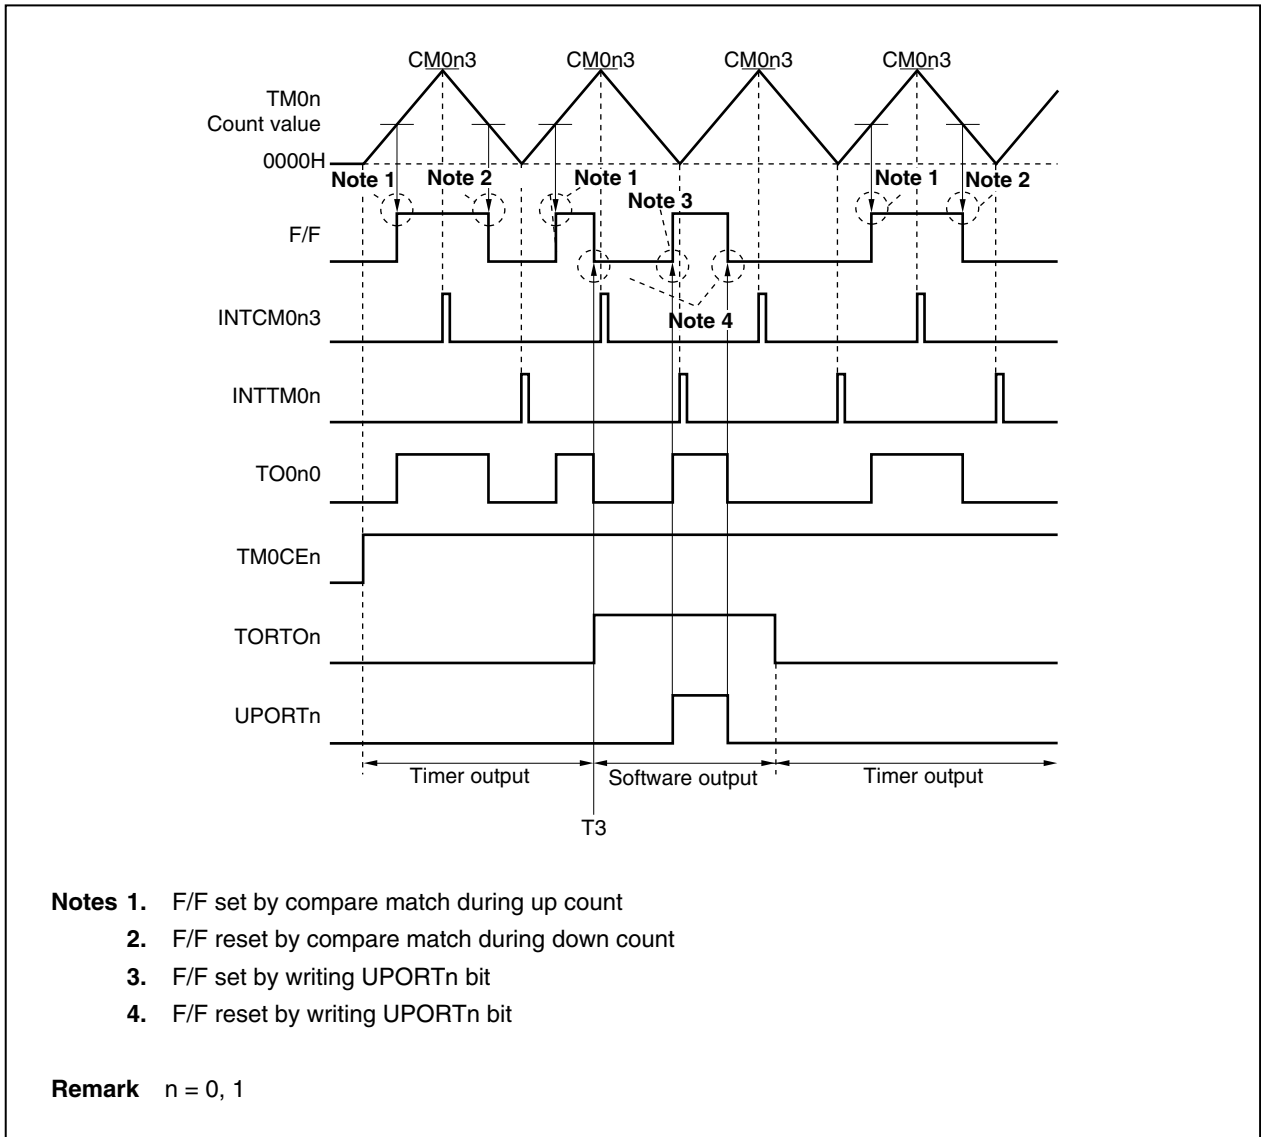 CM0n3 CM0n3 CM0n3 CM0n3
TM0n
Count value
0000H
Note 1 Note 2 Note 1 Note 1 Note 2
Note 3
F/F
INTCM0n3
Note 4
INTTM0n
TO0n0
TM0CEn
TORTOn
UPORTn
Timer output Software output Timer output
T3
Notes 1. F/F set by compare match during up count
2. F/F reset by compare match during down count
3. F/F set by writing UPORTn bit
4. F/F reset by writing UPORTn bit
Remark n = 0, 1